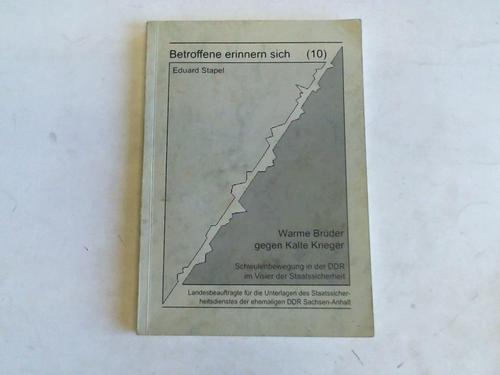 Betroffene erinnern sich (10)
Eduard Stapel
Warme Brüder
gegen Kalte Krieger
Schwulenbewegung in der DDR
im Visier der Staatssicherheit
Landesbeauftragte für die Unterlagen des Staatssicher-
heitsdienstes der ehemaligen DDR Sachsen-Anhalt